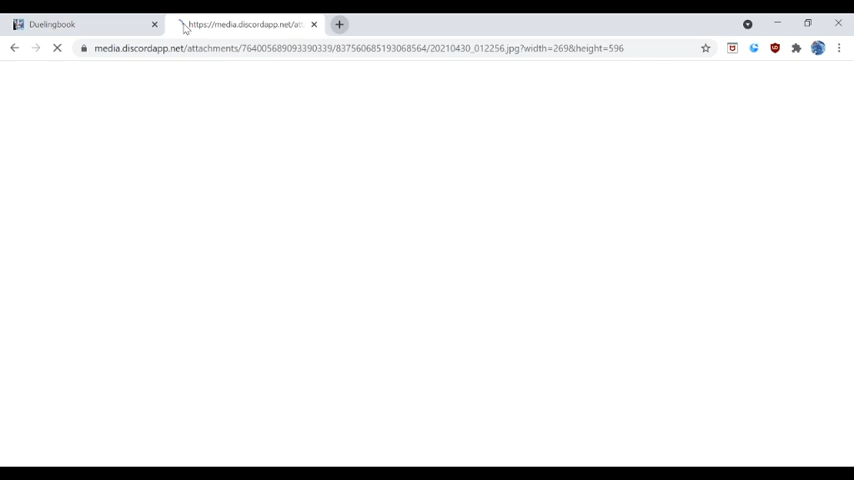 Duelingbook
https://media.discordapp.net/att
media.discordapp.net/attachments/764005689093390339/837560685193068564/20210430_012256.jpg?width=269&height=596